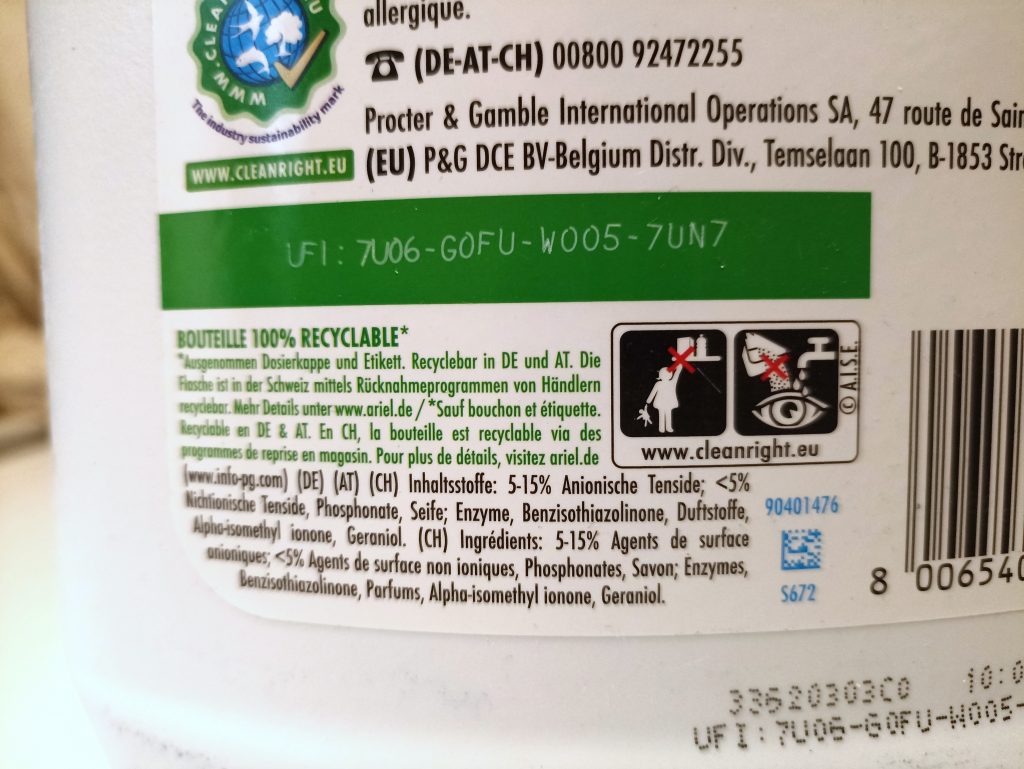 allergique.
(DE-AT-CH) 00800 92472255
The industry sustainability mark
Procter & Gamble International Operations SA, 47 route de
WWW.CLEANRIGHT.EU
(EU) P&G DCE BV-Belgium Distr. Div., Temselaan 100, B-1853
UFI: 7U06-G0FU-W005-7UN7
BOUTEILLE 100% RECYCLABLE*
*Ausgenommen Dosierkappe und Etikett. Recyclebar in DE und AT. Die
Flasche ist in der Schweiz mittels Rücknahmeprogrammen von Händlern
recyclebar. Mehr Details unter www.ariel.de / *Sauf bouchon et étiquette.
Recyclable en DE & AT. En CH, la bouteille est recyclable via des
programmes de reprise en magasin. Pour plus de détails, visitez ariel.de
© A.I.S.E.
www.cleanright.eu
(www.info-pg.com) (DE) (AT) (CH) Inhaltsstoffe: 5-15% Anionische Tenside; <5%
Nichtionische Tenside, Phosphonate, Seife; Enzyme, Benzisothiazolinone, Duftstoffe,
Alpha-isomethyl ionone, Geraniol. (CH) Ingrédients: 5-15% Agents de surface
anioniques; <5% Agents de surface non ioniques, Phosphonates, Savon; Enzymes,
Benzisothiazolinone, Parfums, Alpha-isomethyl ionone, Geraniol.
90401476
S672
8 006540
33620303C0 10:0
UFI:7U06-G0FU-W005-